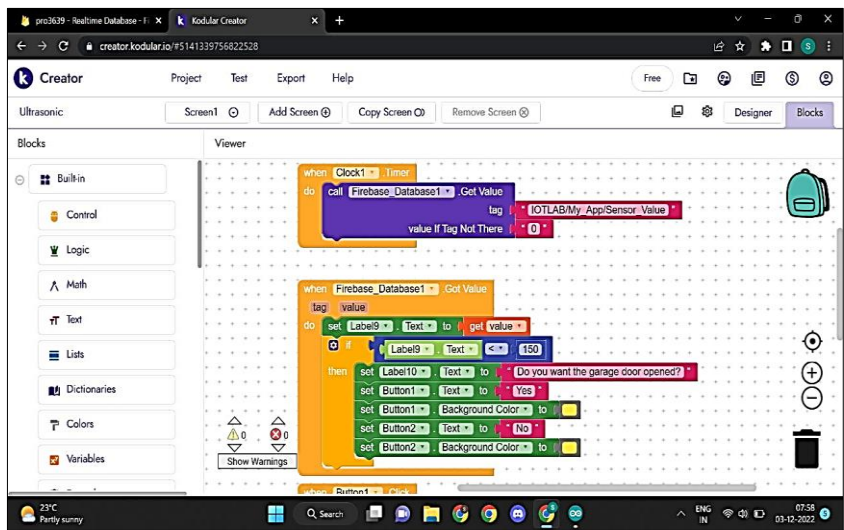 pro3639 - Realtime Database - Fi X Kodular Creator X +
creator.kodular.io/#5141339756822528 S
Creator Project Test Export Help Free
Ultrasonic Screen1 Add Screen Copy Screen Remove Screen Designer Blocks
Blocks Viewer
Built-in
Control
Logic
Math
Text
Lists
Dictionaries
Colors
Variables
when Clock1 .Timer
do call Firebase_Database1 .Get Value
tag " IOTLAB/My_App/Sensor_Value "
value If Tag Not There " 0 "
when Firebase_Database1 .Got Value
tag value
do set Label9 . Text to get value
if Label9 . Text < 150
then set Label10 . Text to " Do you want the garage door opened? "
set Button1 . Text to " Yes "
set Button1 . Background Color to
set Button2 . Text to " No "
set Button2 . Background Color to
when Button1 .Click
0 0
Show Warnings
23°C
Partly sunny
Search
ENG
IN
07:58
03-12-2022